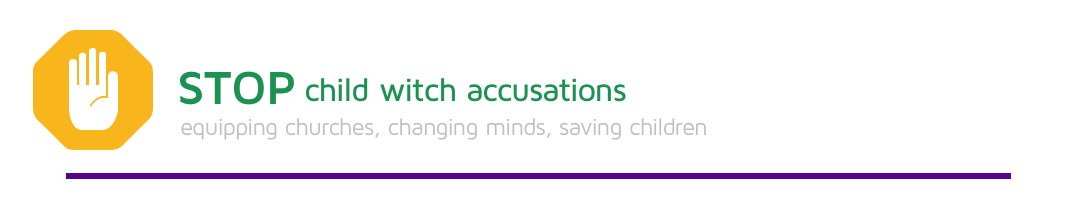 STOP child witch accusations
equipping churches, changing minds, saving children